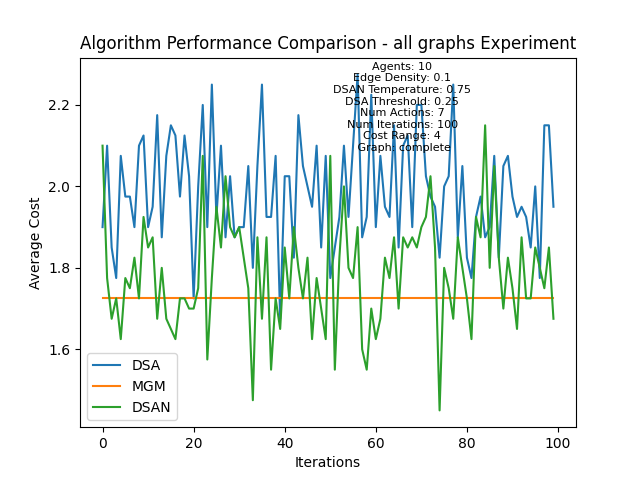 Algorithm Performance Comparison - all graphs Experiment
Agents: 10
Edge Density: 0.1
DSAN Temperature: 0.75
DSA Threshold: 0.25
Num Actions: 7
Num Iterations: 100
Cost Range: 4
Graph: complete
2.2
2.0
1.8
1.6
Average Cost
DSA
MGM
DSAN
0
20
40
60
80
100
Iterations